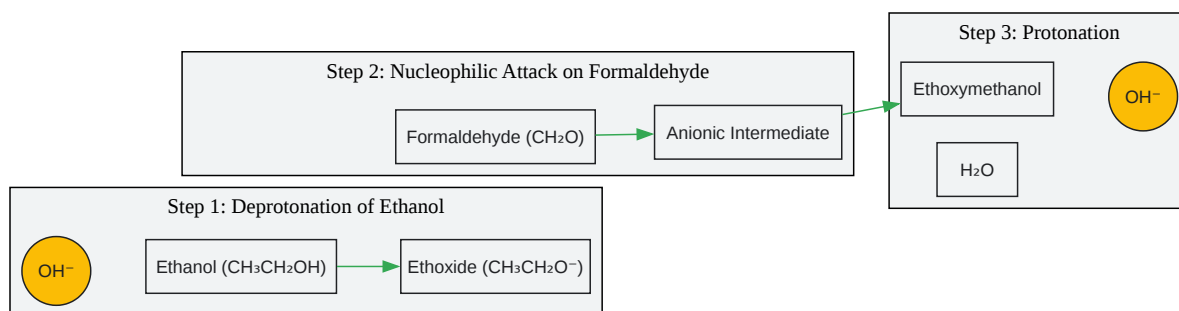 Step 1: Deprotonation of Ethanol
OH⁻
Ethanol (CH₃CH₂OH)
Ethoxide (CH₃CH₂O⁻)
Step 2: Nucleophilic Attack on Formaldehyde
Formaldehyde (CH₂O)
Anionic Intermediate
Step 3: Protonation
Ethoxymethanol
OH⁻
H₂O